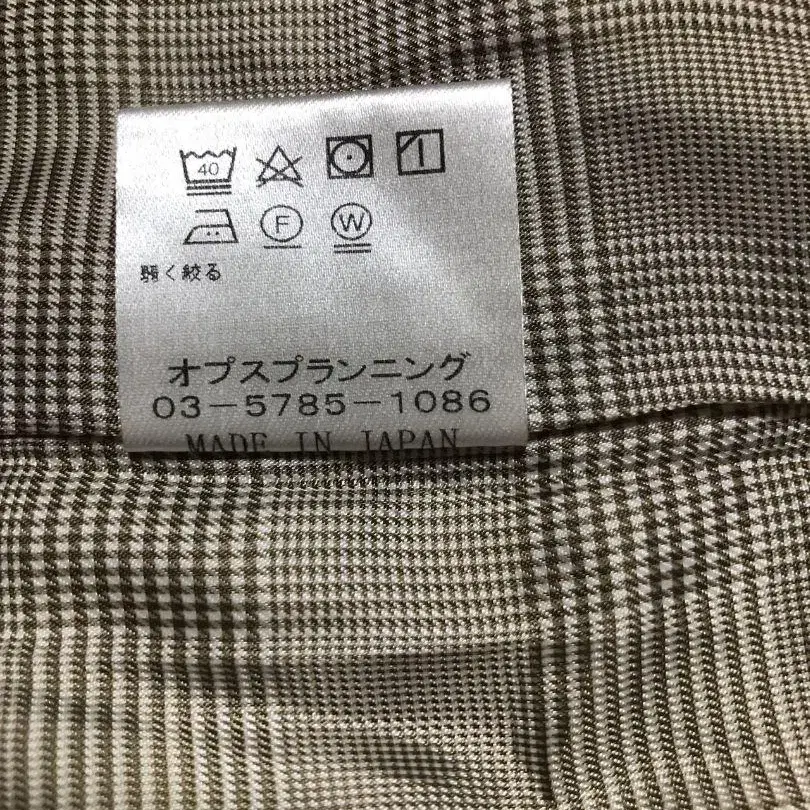 40
F W
弱く絞る
オプスプランニング
03-5785-1086
MADE IN JAPAN